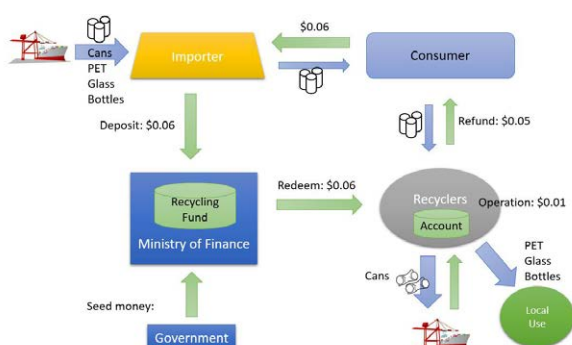 $0.06
Cans
PET
Glass
Bottles
Importer
Consumer
Deposit: $0.06
Refund: $0.05
Recycling
Fund
Ministry of Finance
Redeem: $0.06
Recyclers
Operation: $0.01
Account
Cans
PET
Glass
Bottles
Local
Use
Seed money:
Government